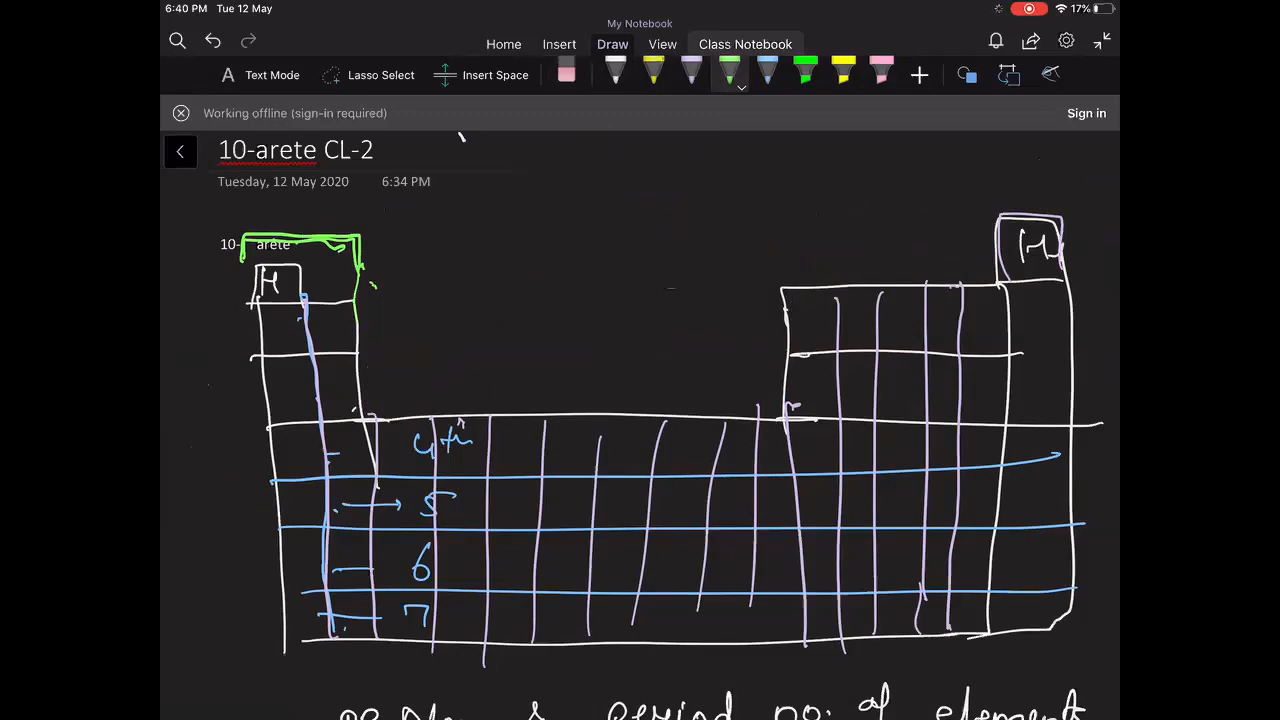 6:40 PM Tue 12 May 17%
My Notebook
Home Insert Draw View Class Notebook
Text Mode Lasso Select Insert Space
Working offline (sign-in required) Sign in
10-arete CL-2
Tuesday, 12 May 2020 6:34 PM
10- arete
H
H
4th
5
6
7
period no. of elements